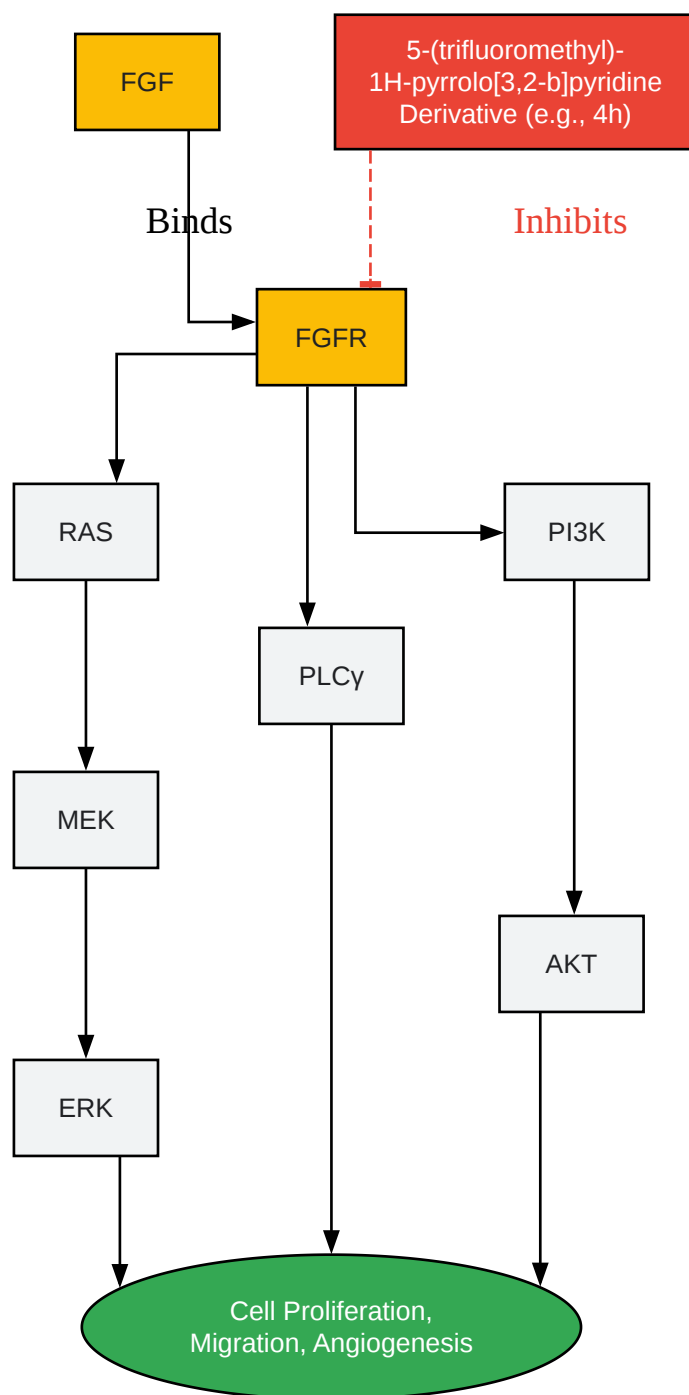 FGF
5-(trifluoromethyl)-
1H-pyrrolo[3,2-b]pyridine
Derivative (e.g., 4h)
Binds
Inhibits
FGFR
RAS
PI3K
PLCγ
MEK
AKT
ERK
Cell Proliferation,
Migration, Angiogenesis